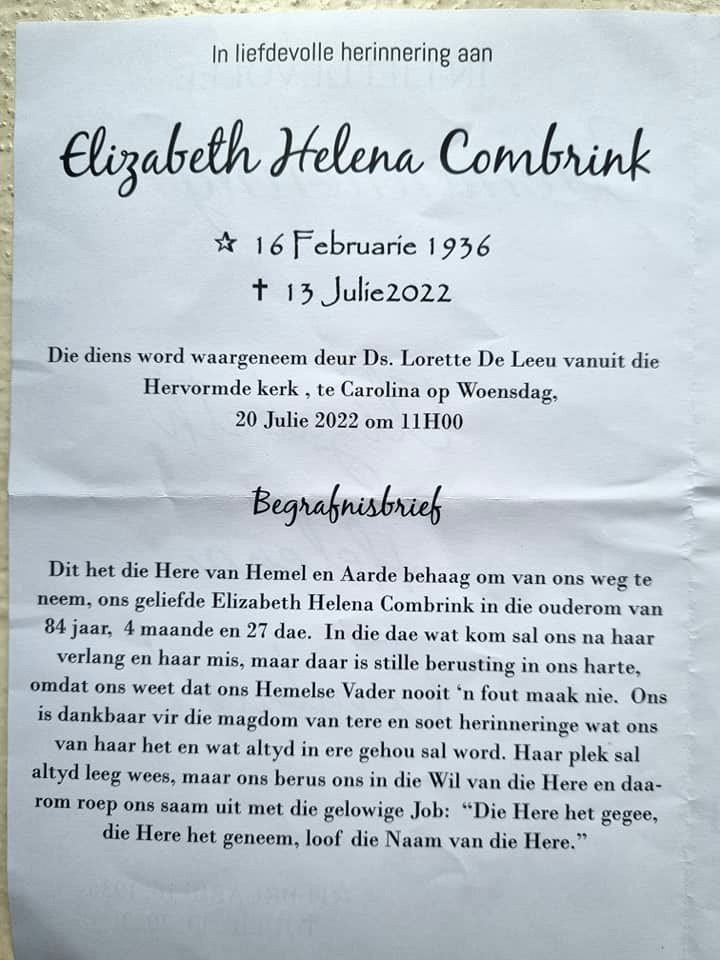 In liefdevolle herinnering aan
Elizabeth Helena Combrink
☆ 16 Februarie 1936
✝ 13 Julie2022
Die diens word waargeneem deur Ds. Lorette De Leeu vanuit die
Hervormde kerk , te Carolina op Woensdag,
20 Julie 2022 om 11H00
Begrafnisbrief
Dit het die Here van Hemel en Aarde behaag om van ons weg te
neem, ons geliefde Elizabeth Helena Combrink in die ouderom van
84 jaar, 4 maande en 27 dae. In die dae wat kom sal ons na haar
verlang en haar mis, maar daar is stille berusting in ons harte,
omdat ons weet dat ons Hemelse Vader nooit ‘n fout maak nie. Ons
is dankbaar vir die magdom van tere en soet herinneringe wat ons
van haar het en wat altyd in ere gehou sal word. Haar plek sal
altyd leeg wees, maar ons berus ons in die Wil van die Here en daa-
rom roep ons saam uit met die gelowige Job: “Die Here het gegee,
die Here het geneem, loof die Naam van die Here.”